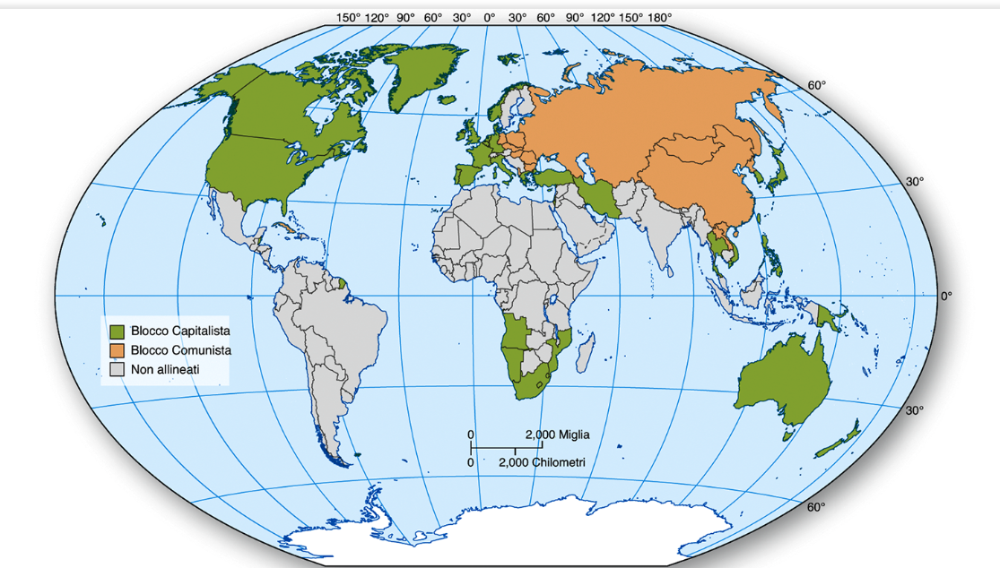 150° 120° 90° 60° 30° 0° 30° 60° 90° 120° 150° 180°
60°
30°
0°
Blocco Capitalista
Blocco Comunista
Non allineati
30°
0 2,000 Miglia
0 2,000 Chilometri
60°